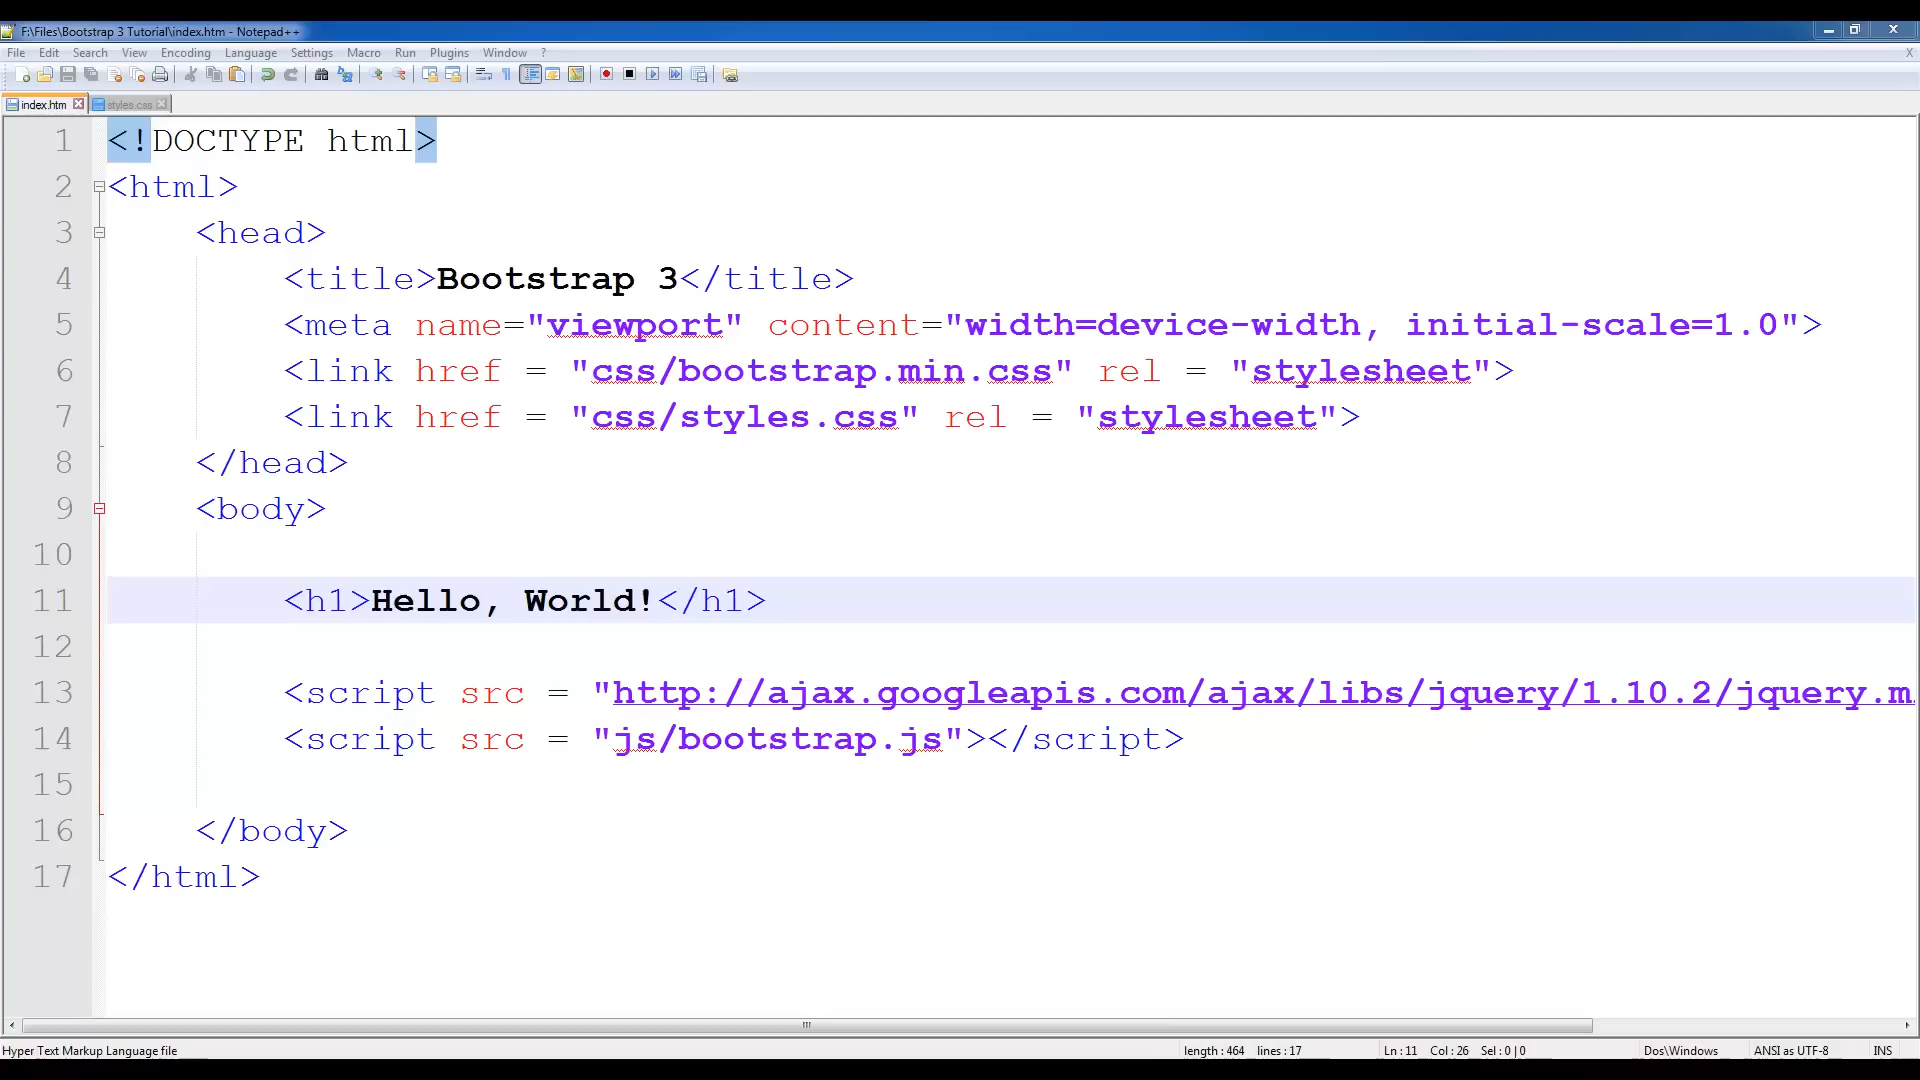 F:\Files\Bootstrap 3 Tutorial\index.htm - Notepad++
File Edit Search View Encoding Language Settings Macro Run Plugins Window ? X
index.htm styles.css
1 <!DOCTYPE html>
2 <html>
3 <head>
4 <title>Bootstrap 3</title>
5 <meta name="viewport" content="width=device-width, initial-scale=1.0">
6 <link href = "css/bootstrap.min.css" rel = "stylesheet">
7 <link href = "css/styles.css" rel = "stylesheet">
8 </head>
9 <body>
10
11 <h1>Hello, World!</h1>
12
13 <script src = "http://ajax.googleapis.com/ajax/libs/jquery/1.10.2/jquery.m
14 <script src = "js/bootstrap.js"></script>
15
16 </body>
17 </html>
Hyper Text Markup Language file length : 464 lines : 17 Ln : 11 Col : 26 Sel : 0 | 0 Dos\Windows ANSI as UTF-8 INS